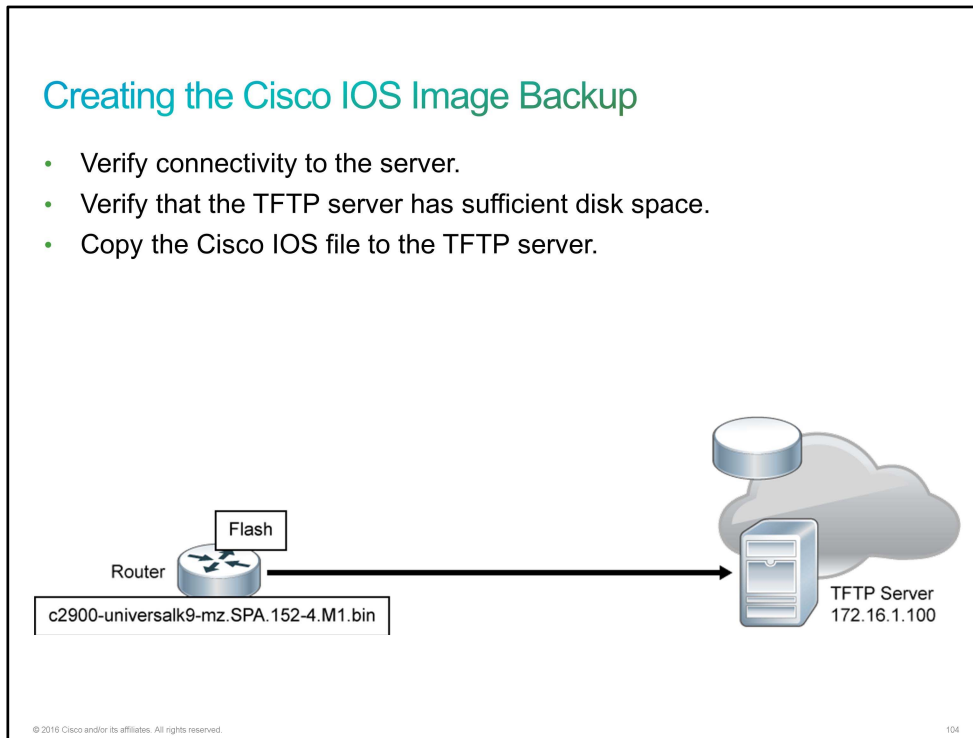 Creating the Cisco IOS Image Backup
• Verify connectivity to the server.
• Verify that the TFTP server has sufficient disk space.
• Copy the Cisco IOS file to the TFTP server.
Flash
Router
c2900-universalk9-mz.SPA.152-4.M1.bin
TFTP Server
172.16.1.100
© 2016 Cisco and/or its affiliates. All rights reserved.
104